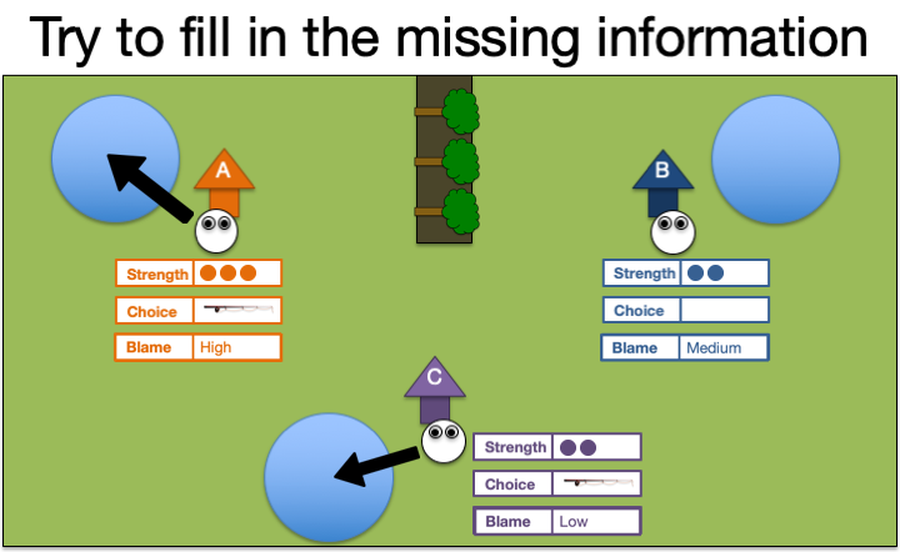 Try to fill in the missing information
A
B
Strength
Choice
Blame High
Strength
Choice
Blame Medium
C
Strength
Choice
Blame Low